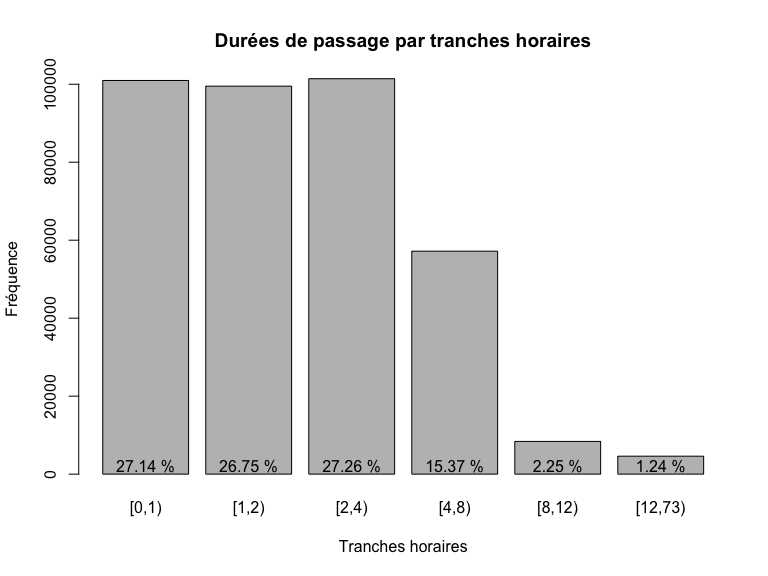 Durées de passage par tranches horaires
Fréquence
100000
80000
60000
40000
20000
0
27.14 % 26.75 % 27.26 % 15.37 % 2.25 % 1.24 %
[0,1) [1,2) [2,4) [4,8) [8,12) [12,73)
Tranches horaires